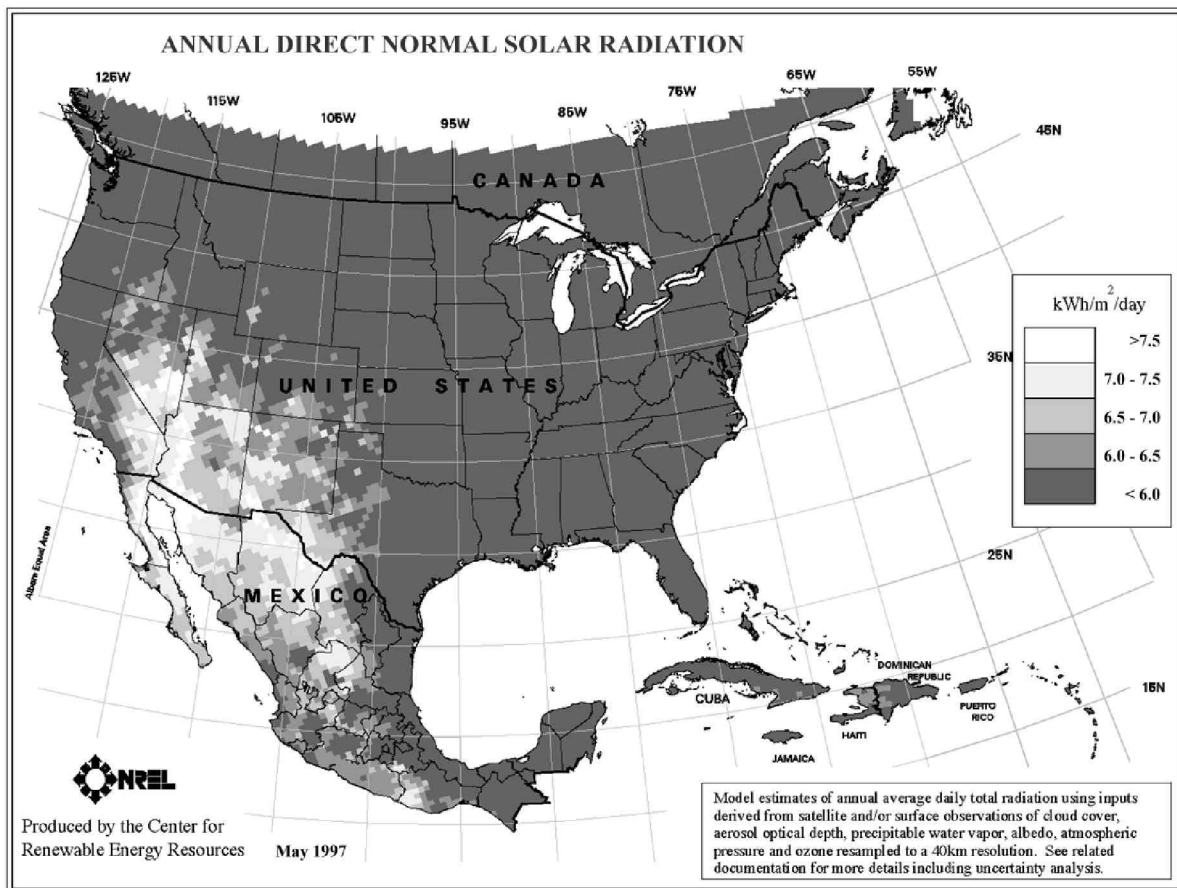 ANNUAL DIRECT NORMAL SOLAR RADIATION
125W
115W
105W
95W
85W
75W
65W
55W
45N
CANADA
kWh/m2/day
>7.5
7.0 - 7.5
6.5 - 7.0
6.0 - 6.5
< 6.0
35N
UNITED STATES
25N
Albers Equal Area
MEXICO
DOMINICAN
REPUBLIC
15N
CUBA
PUERTO
RICO
HAITI
JAMAICA
NREL
Produced by the Center for
Renewable Energy Resources
May 1997
Model estimates of annual average daily total radiation using inputs
derived from satellite and/or surface observations of cloud cover,
aerosol optical depth, precipitable water vapor, albedo, atmospheric
pressure and ozone resampled to a 40km resolution. See related
documentation for more details including uncertainty analysis.